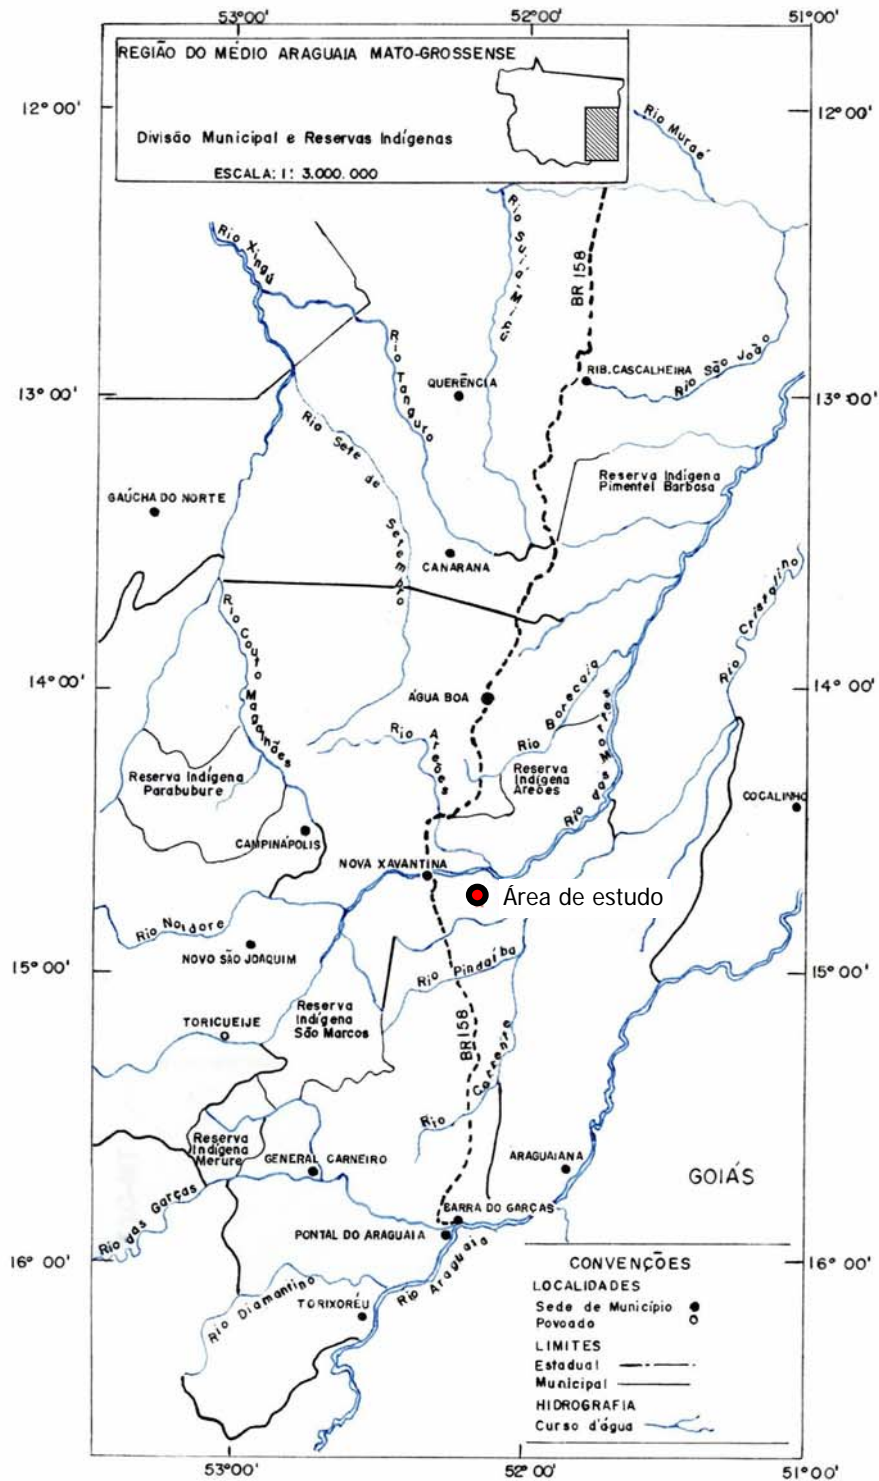 53°00'
52°00'
51°00'
REGIÃO DO MÉDIO ARAGUAIA MATO-GROSSENSE
Divisão Municipal e Reservas Indígenas
ESCALA: 1: 3.000.000
12° 00'
12° 00'
Rio Muraé
Rio Xingú
Rio Suiá-Miçú
BR 158
Rio Tanguro
QUERÊNCIA
RIB. CASCALHEIRA
Rio São João
13° 00'
13° 00'
Rio Sete de Serembro
Reserva Indígena
Pimentel Barbosa
GAÚCHA DO NORTE
CANARANA
Rio Cristalino
Rio Couto Magalhães
14° 00'
14° 00'
ÁGUA BOA
Rio Borecaia
Rio das Mortes
Rio Areões
Reserva Indígena
Parabubure
Reserva
Indígena
Areões
COCALINHO
CAMPINÁPOLIS
NOVA XAVANTINA
Área de estudo
Rio Noidore
NOVO SÃO JOAQUIM
15° 00'
15° 00'
Rio Pindaíba
Reserva
Indígena
São Marcos
TORICUEIJE
BR 158
Rio Corrente
Reserva
Indígena
Merure
GENERAL CARNEIRO
ARAGUAIANA
GOIÁS
Rio das Garças
BARRA DO GARÇAS
PONTAL DO ARAGUAIA
16° 00'
16° 00'
Rio Diamantino
Rio Araguaia
TORIXORÉU
CONVENÇÕES
LOCALIDADES
Sede de Município
Povoado
LIMITES
Estadual
Municipal
HIDROGRAFIA
Curso d'água
53°00'
52°00'
51°00'